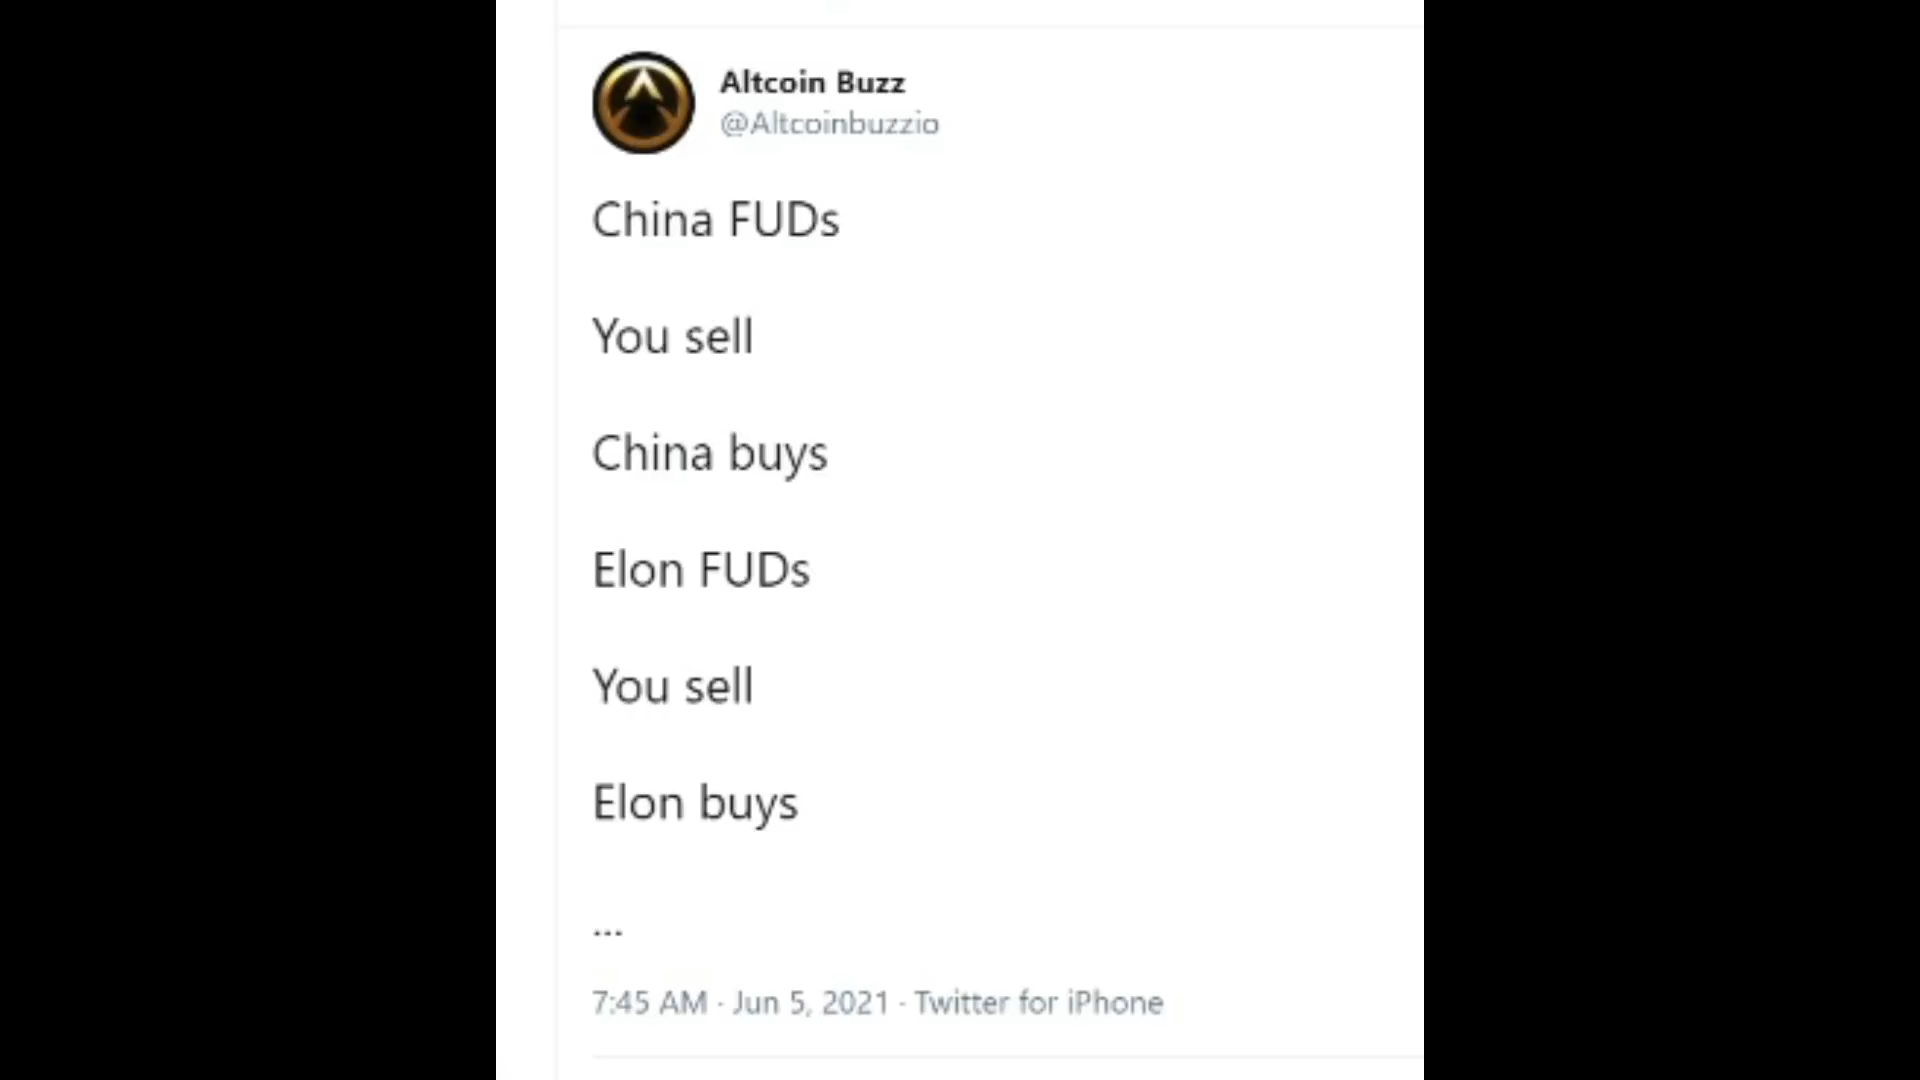 Altcoin Buzz
@Altcoinbuzzio
China FUDs
You sell
China buys
Elon FUDs
You sell
Elon buys
...
7:45 AM · Jun 5, 2021 · Twitter for iPhone